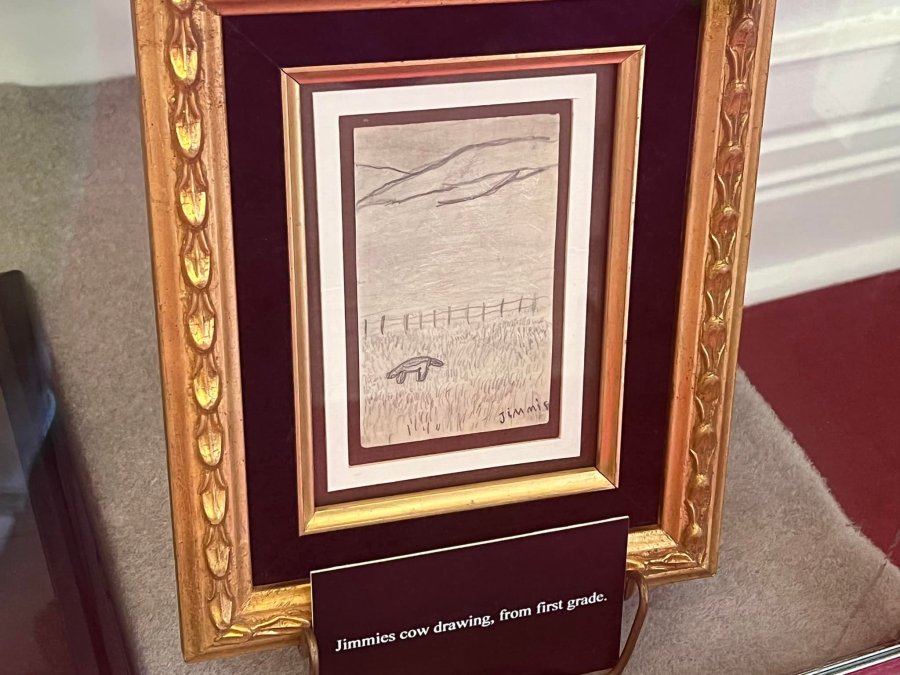 Jimmie
Jimmies cow drawing, from first grade.